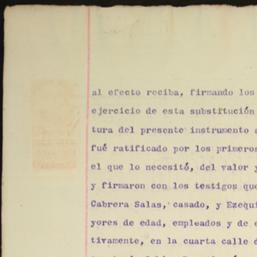 al efecto reciba, firmando los
ejercicio de esta substitución
tura del presente instrumento a
fué ratificado por los primeros
el que lo necesitó, del valor y
y firmaron con los testigos que
Cabrera Salas, casado, y Ezequi
yores de edad, empleados y de e
tivamente, en la cuarta calle d